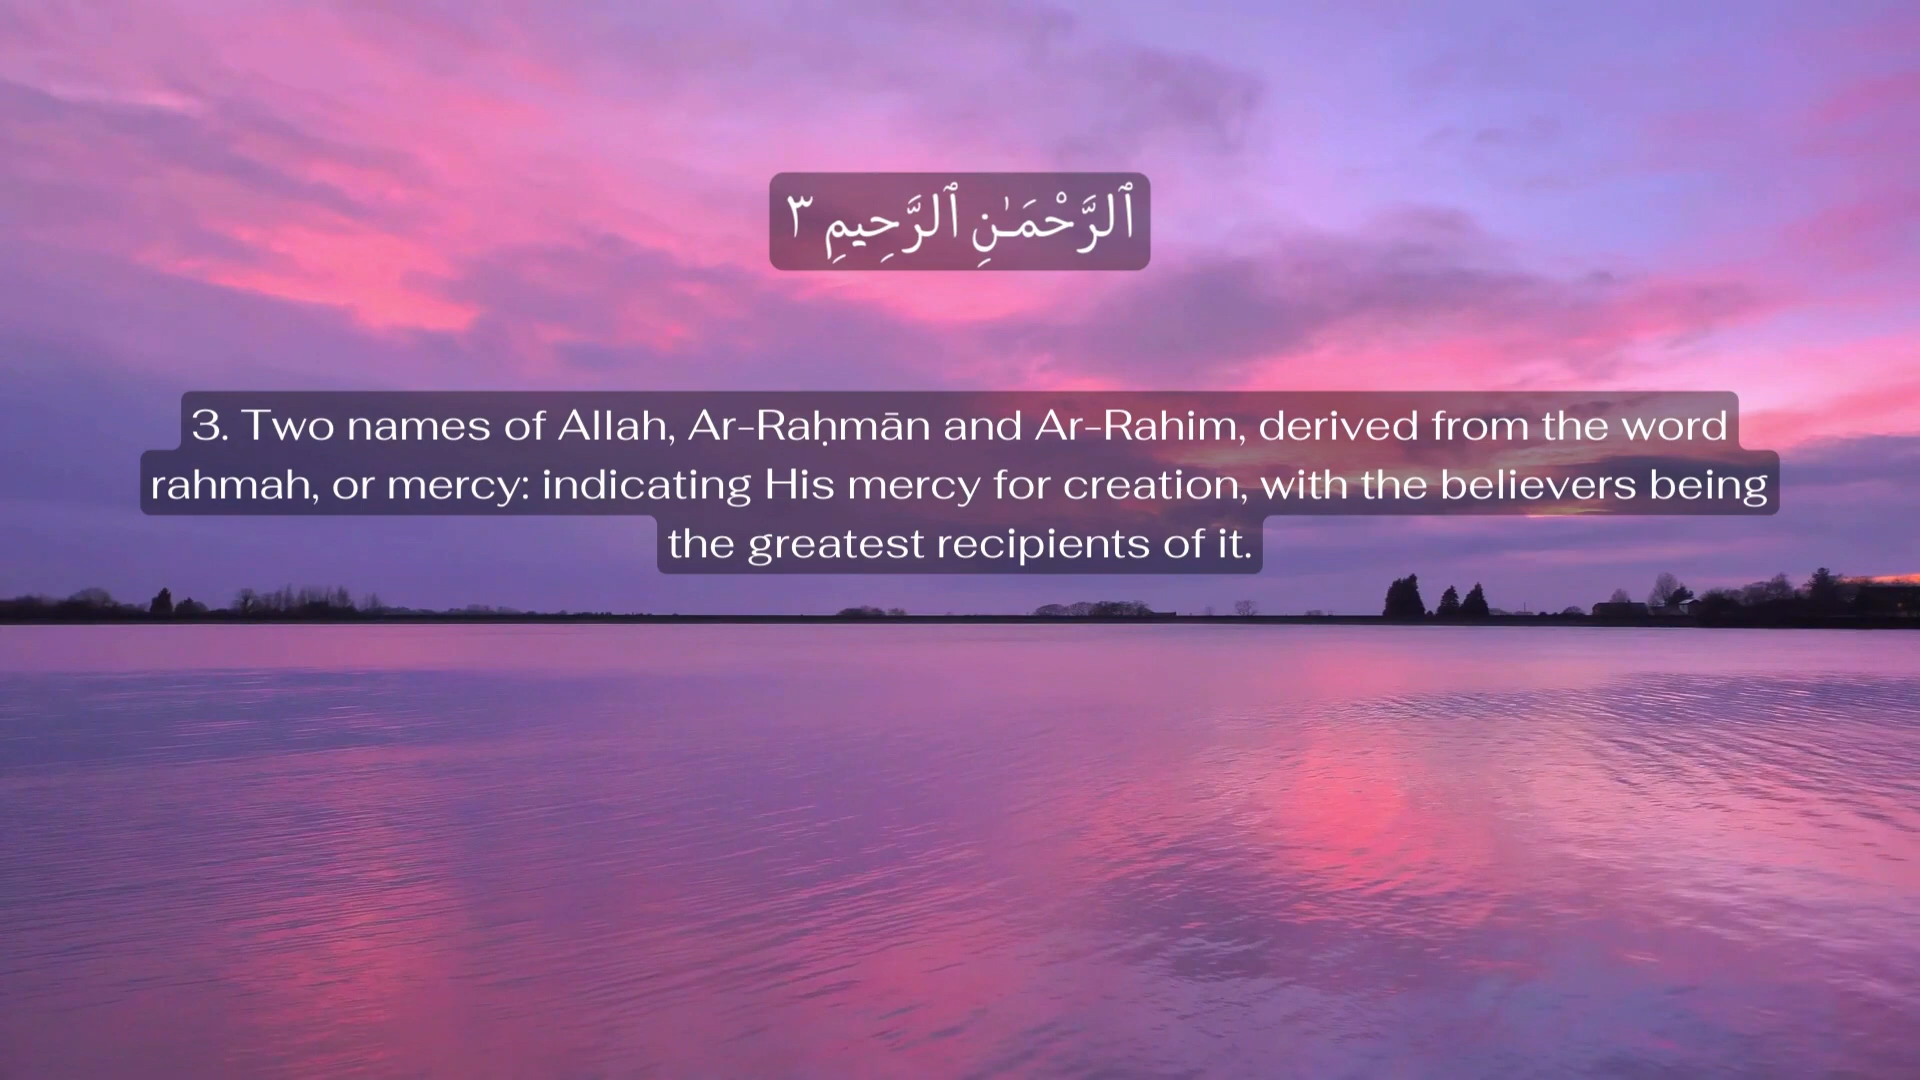 ٱلرَّحْمَـٰنِ ٱلرَّحِيمِ ٣
3. Two names of Allah, Ar-Raḥmān and Ar-Rahim, derived from the word
rahmah, or mercy: indicating His mercy for creation, with the believers being
the greatest recipients of it.